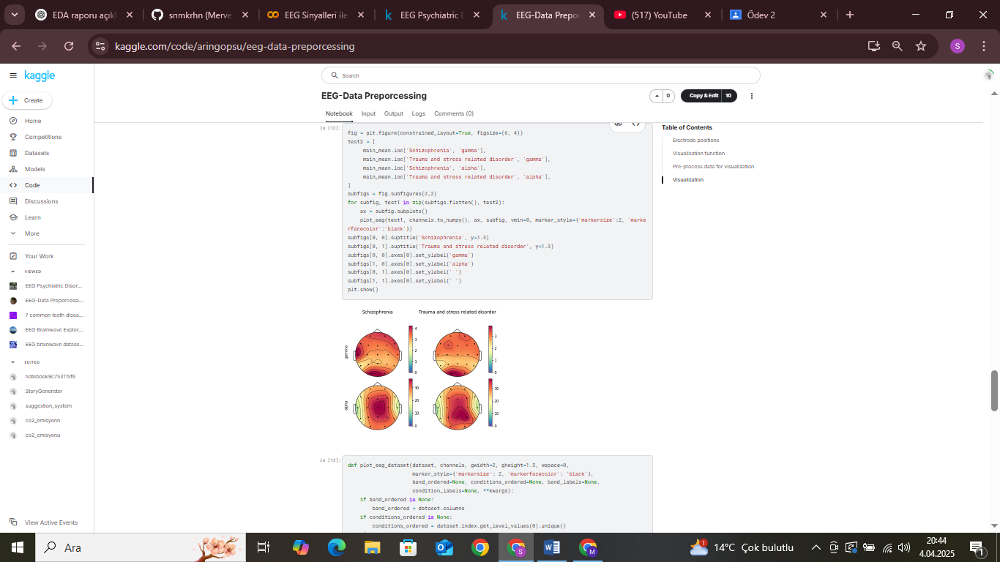 EDA raporu açıkl
snmkrhn (Merve
EEG Sinyalleri ile
EEG Psychiatric D
EEG-Data Prepor
(517) YouTube
Ödev 2
kaggle.com/code/aringopsu/eeg-data-preporcessing
S
kaggle
Search
Create
EEG-Data Preporcessing
0
Copy & Edit
10
Notebook
Input
Output
Logs
Comments (0)
Home
Competitions
Datasets
Models
Code
Discussions
Learn
More
Your Work
VIEWED
EEG Psychiatric Disor...
EEG-Data Preporcessi...
7 common teeth disea...
EEG Brainwave Explor...
EEG brainwave datase...
EDITED
notebook9c753115f6
StoryGeneretor
suggestion_system
co2_emisyonn
co2_emisyonu
View Active Events
In [12]:
fig = plt.figure(constrained_layout=True, figsize=(6, 4))
test2 = [
main_mean.loc['Schizophrenia', 'gamma'],
main_mean.loc['Trauma and stress related disorder', 'gamma'],
main_mean.loc['Schizophrenia', 'alpha'],
main_mean.loc['Trauma and stress related disorder', 'alpha'],
]
subfigs = fig.subfigures(2,2)
for subfig, test1 in zip(subfigs.flatten(), test2):
ax = subfig.subplots()
plot_eeg(test1, channels.to_numpy(), ax, subfig, vmin=0, marker_style={'markersize':2, 'marke
rfacecolor':'black'})
subfigs[0, 0].suptitle('Schizophrenia', y=1.3)
subfigs[0, 1].suptitle('Trauma and stress related disorder', y=1.3)
subfigs[0, 0].axes[0].set_ylabel('gamma')
subfigs[1, 0].axes[0].set_ylabel('alpha')
subfigs[0, 1].axes[0].set_ylabel(' ')
subfigs[1, 1].axes[0].set_ylabel(' ')
plt.show()
Table of Contents
Electrode positions
Visualisation function
Pre-process data for visualization
Visualization
Schizophrenia
Trauma and stress related disorder
gamma
4
3
2
1
0
3
2
1
0
alpha
30
20
10
0
30
20
10
0
In [13]:
def plot_eeg_dataset(dataset, channels, gwidth=2, gheight=1.5, wspace=0,
marker_style={'markersize': 2, 'markerfacecolor': 'black'},
band_ordered=None, conditions_ordered=None, band_labels=None,
condition_labels=None, **kwargs):
if band_ordered is None:
band_ordered = dataset.columns
if conditions_ordered is None:
conditions_ordered = dataset.index.get_level_values(0).unique()
Ara
S
M
1
14°C Çok bulutlu
20:44
4.04.2025
1